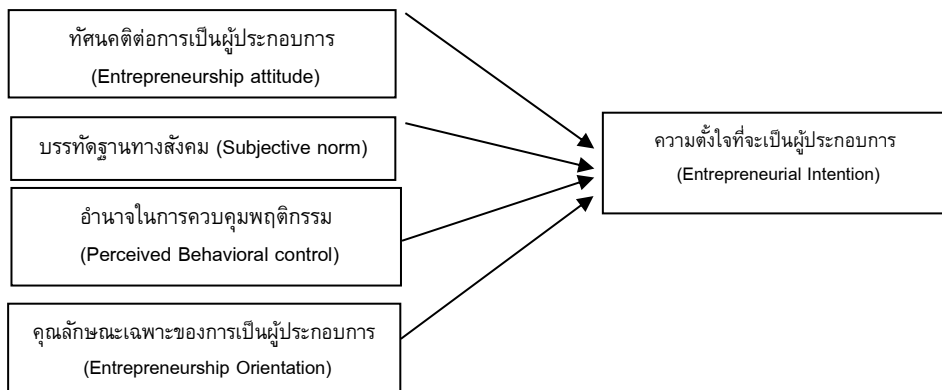 ทัศนคติต่อการเป็นผู้ประกอบการ
(Entrepreneurship attitude)
บรรทัดฐานทางสังคม (Subjective norm)
อำนาจในการควบคุมพฤติกรรม
(Perceived Behavioral control)
คุณลักษณะเฉพาะของการเป็นผู้ประกอบการ
(Entrepreneurship Orientation)
ความตั้งใจที่จะเป็นผู้ประกอบการ
(Entrepreneurial Intention)